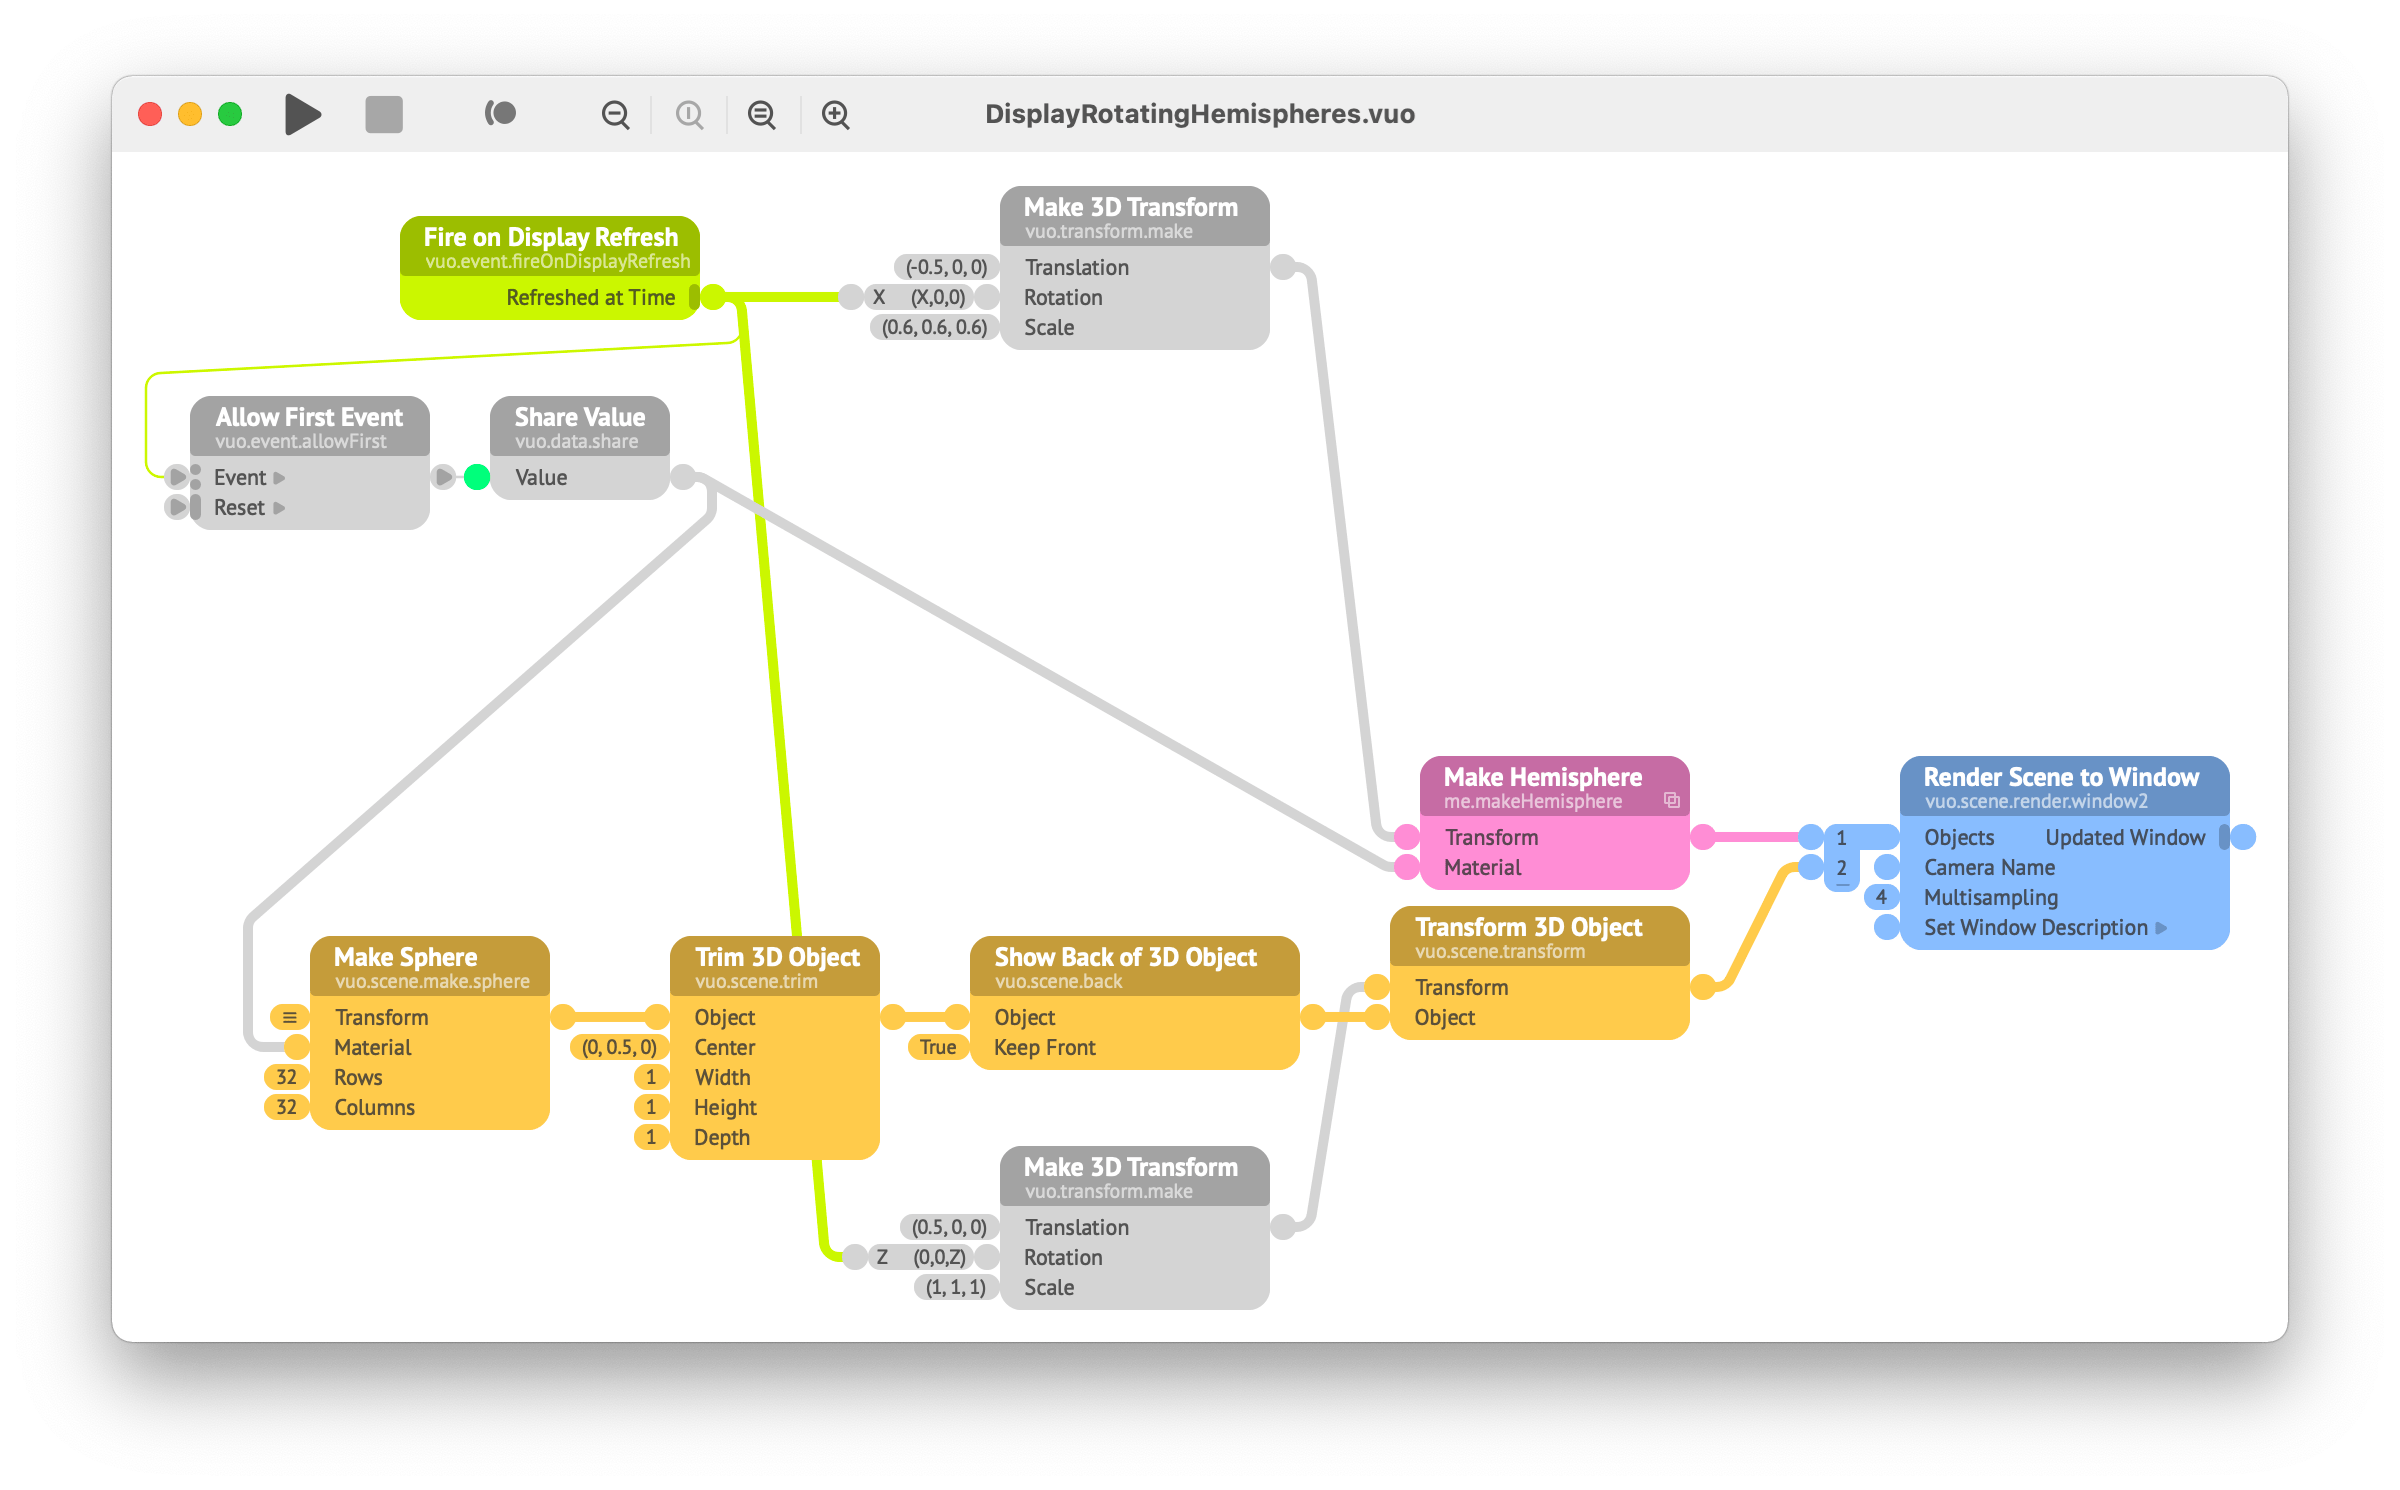 DisplayRotatingHemispheres.vuo
Fire on Display Refresh
vuo.event.fireOnDisplayRefresh
Refreshed at Time
Make 3D Transform
vuo.transform.make
(-0.5, 0, 0) Translation
X (X,0,0) Rotation
(0.6, 0.6, 0.6) Scale
Allow First Event
vuo.event.allowFirst
Event
Reset
Share Value
vuo.data.share
Value
Make Hemisphere
me.makeHemisphere
Transform
Material
Render Scene to Window
vuo.scene.render.window2
1 Objects Updated Window
2 Camera Name
4 Multisampling
Set Window Description
Make Sphere
vuo.scene.make.sphere
Transform
Material
32 Rows
32 Columns
Trim 3D Object
vuo.scene.trim
Object
(0, 0.5, 0) Center
1 Width
1 Height
1 Depth
Show Back of 3D Object
vuo.scene.back
Object
True Keep Front
Transform 3D Object
vuo.scene.transform
Transform
Object
Make 3D Transform
vuo.transform.make
(0.5, 0, 0) Translation
Z (0,0,Z) Rotation
(1, 1, 1) Scale